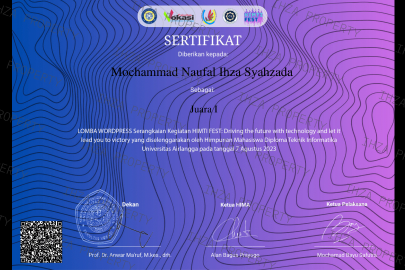 Vokasi
FEST
SERTIFIKAT
Diberikan kepada:
Mochammad Naufal Ihza Syahzada
Sebagai
Juara I
LOMBA WORDPRESS Serangkaian Kegiatan HIMTI FEST: Driving the future with technology and let it
lead you to victory yang diselenggarakan oleh Himpunan Mahasiswa Diploma Teknik Informatika
Universitas Airlangga pada tanggal 7 Agustus 2023
Dekan
Ketua HIMA
Ketua Pelaksana
Prof. Dr. Anwar Ma'ruf, M.kes., drh
Alan Bagus Prayogo
Mochamad Bayu